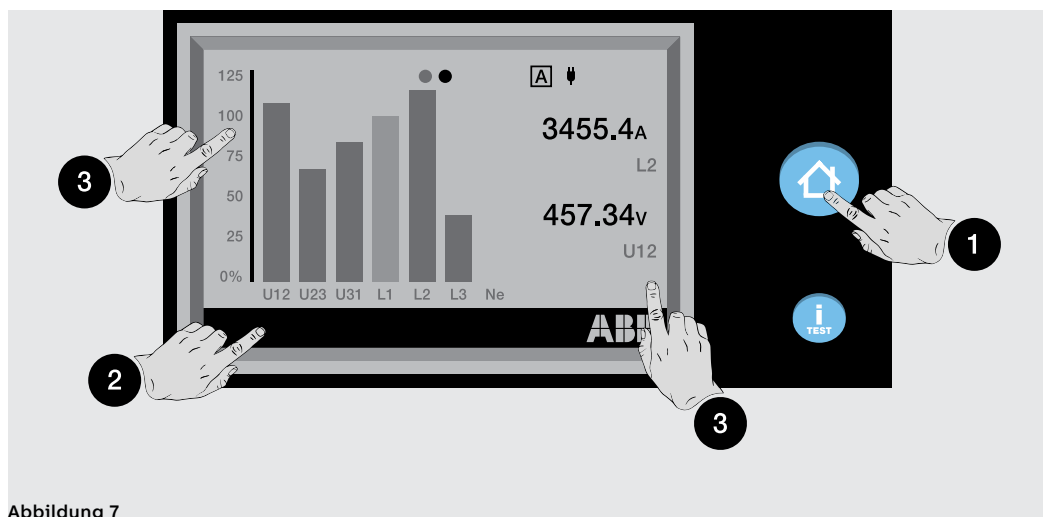 125
100
75
50
25
0%
U12 U23 U31 L1 L2 L3 Ne
A
3455.4A
L2
457.34V
U12
ABB
i
TEST
3
1
2
3
Abbildung 7